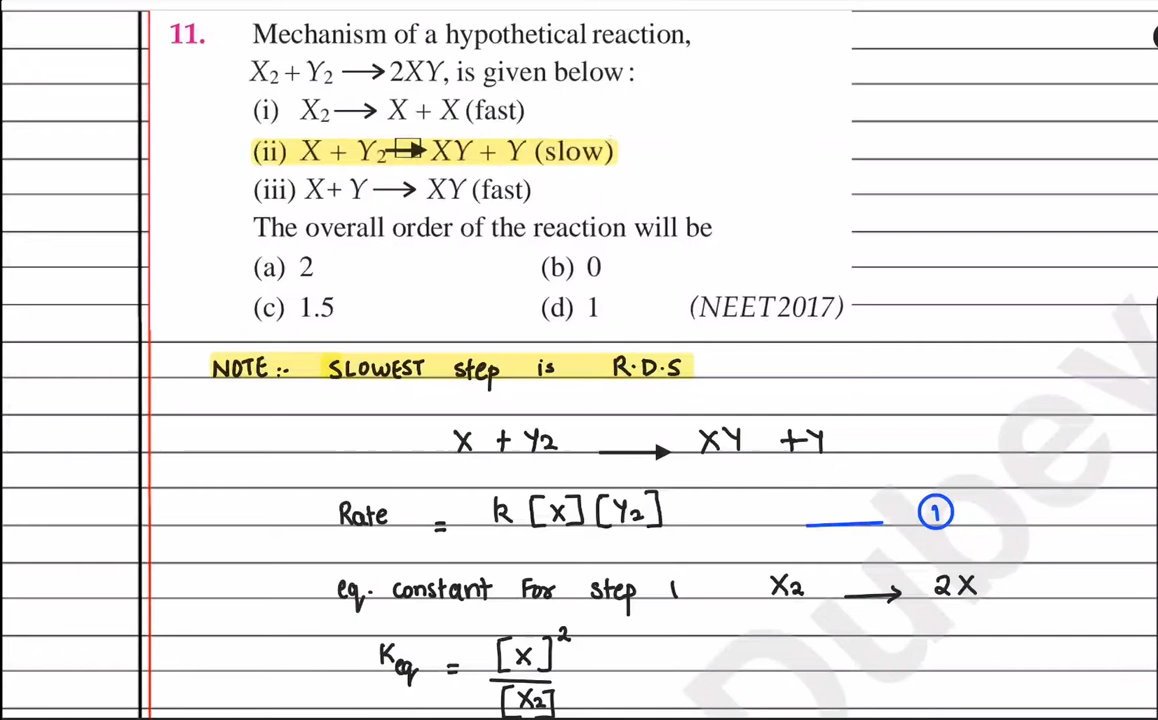 11. Mechanism of a hypothetical reaction,
X₂ + Y₂ ⟶ 2XY, is given below:
(i) X₂ ⟶ X + X (fast)
(ii) X + Y₂ ⟶ XY + Y (slow)
(iii) X+ Y ⟶ XY (fast)
The overall order of the reaction will be
(a) 2 (b) 0
(c) 1.5 (d) 1 (NEET2017)
NOTE :- SLOWEST step is R.D.S
X + Y₂ ⟶ XY + Y
Rate = k [X] [Y₂] —— ①
eq. constant For step 1 X₂ ⟶ 2X
Keq = [X]² / [X₂]
Dubey